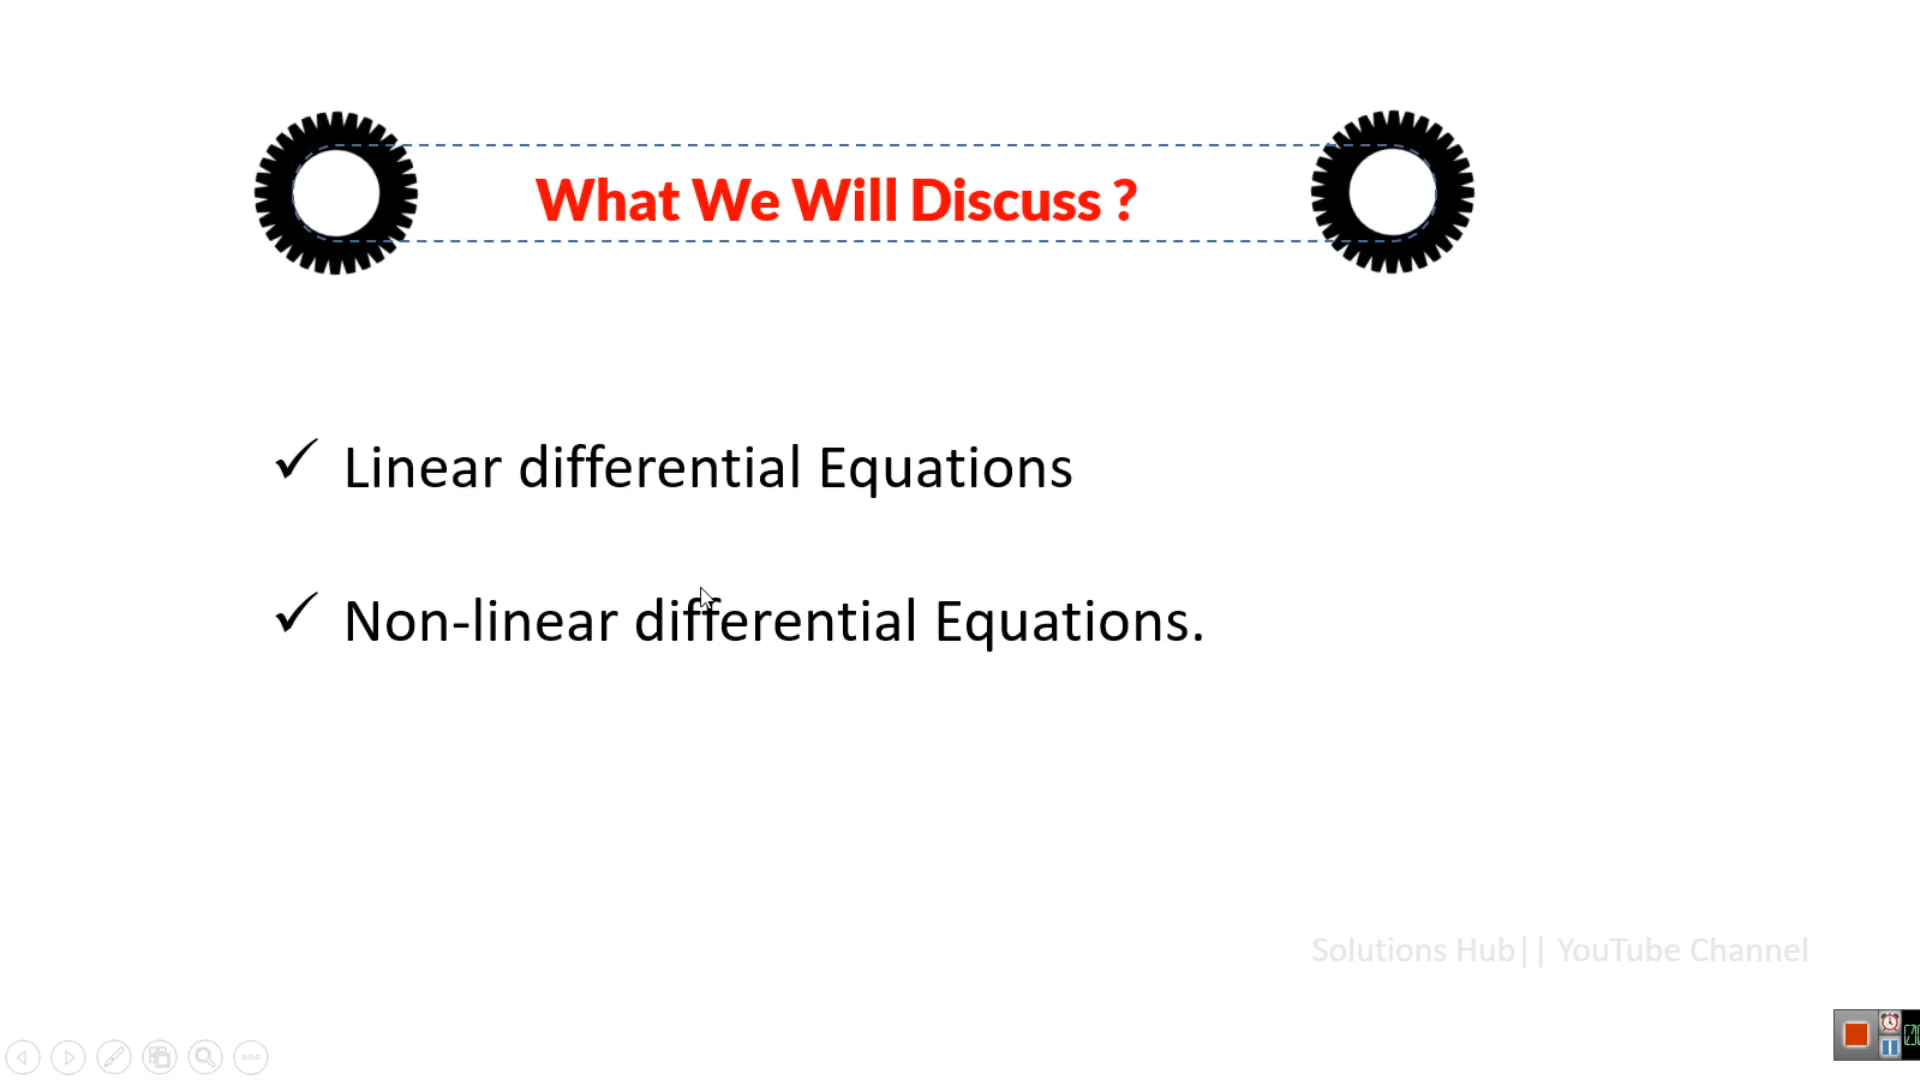 What We Will Discuss ?
✓ Linear differential Equations
✓ Non-linear differential Equations.
Solutions Hub|| YouTube Channel